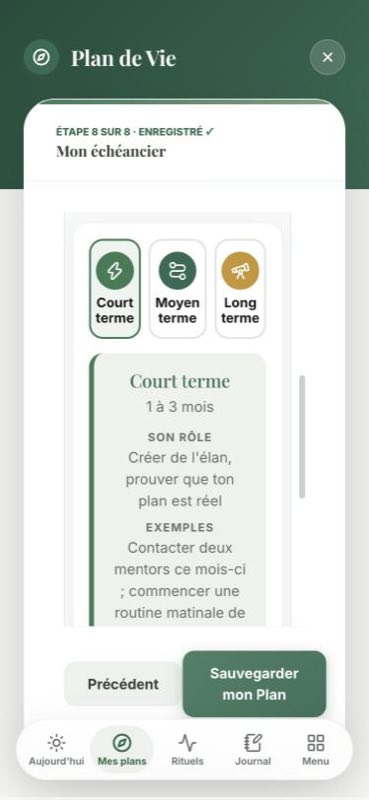 Plan de Vie
ÉTAPE 8 SUR 8 · ENREGISTRÉ ✓
Mon échéancier
Court
terme
Moyen
terme
Long
terme
Court terme
1 à 3 mois
SON RÔLE
Créer de l'élan,
prouver que ton
plan est réel
EXEMPLES
Contacter deux
mentors ce mois-ci
; commencer une
routine matinale de
Précédent
Sauvegarder
mon Plan
Aujourd'hui
Mes plans
Rituels
Journal
Menu